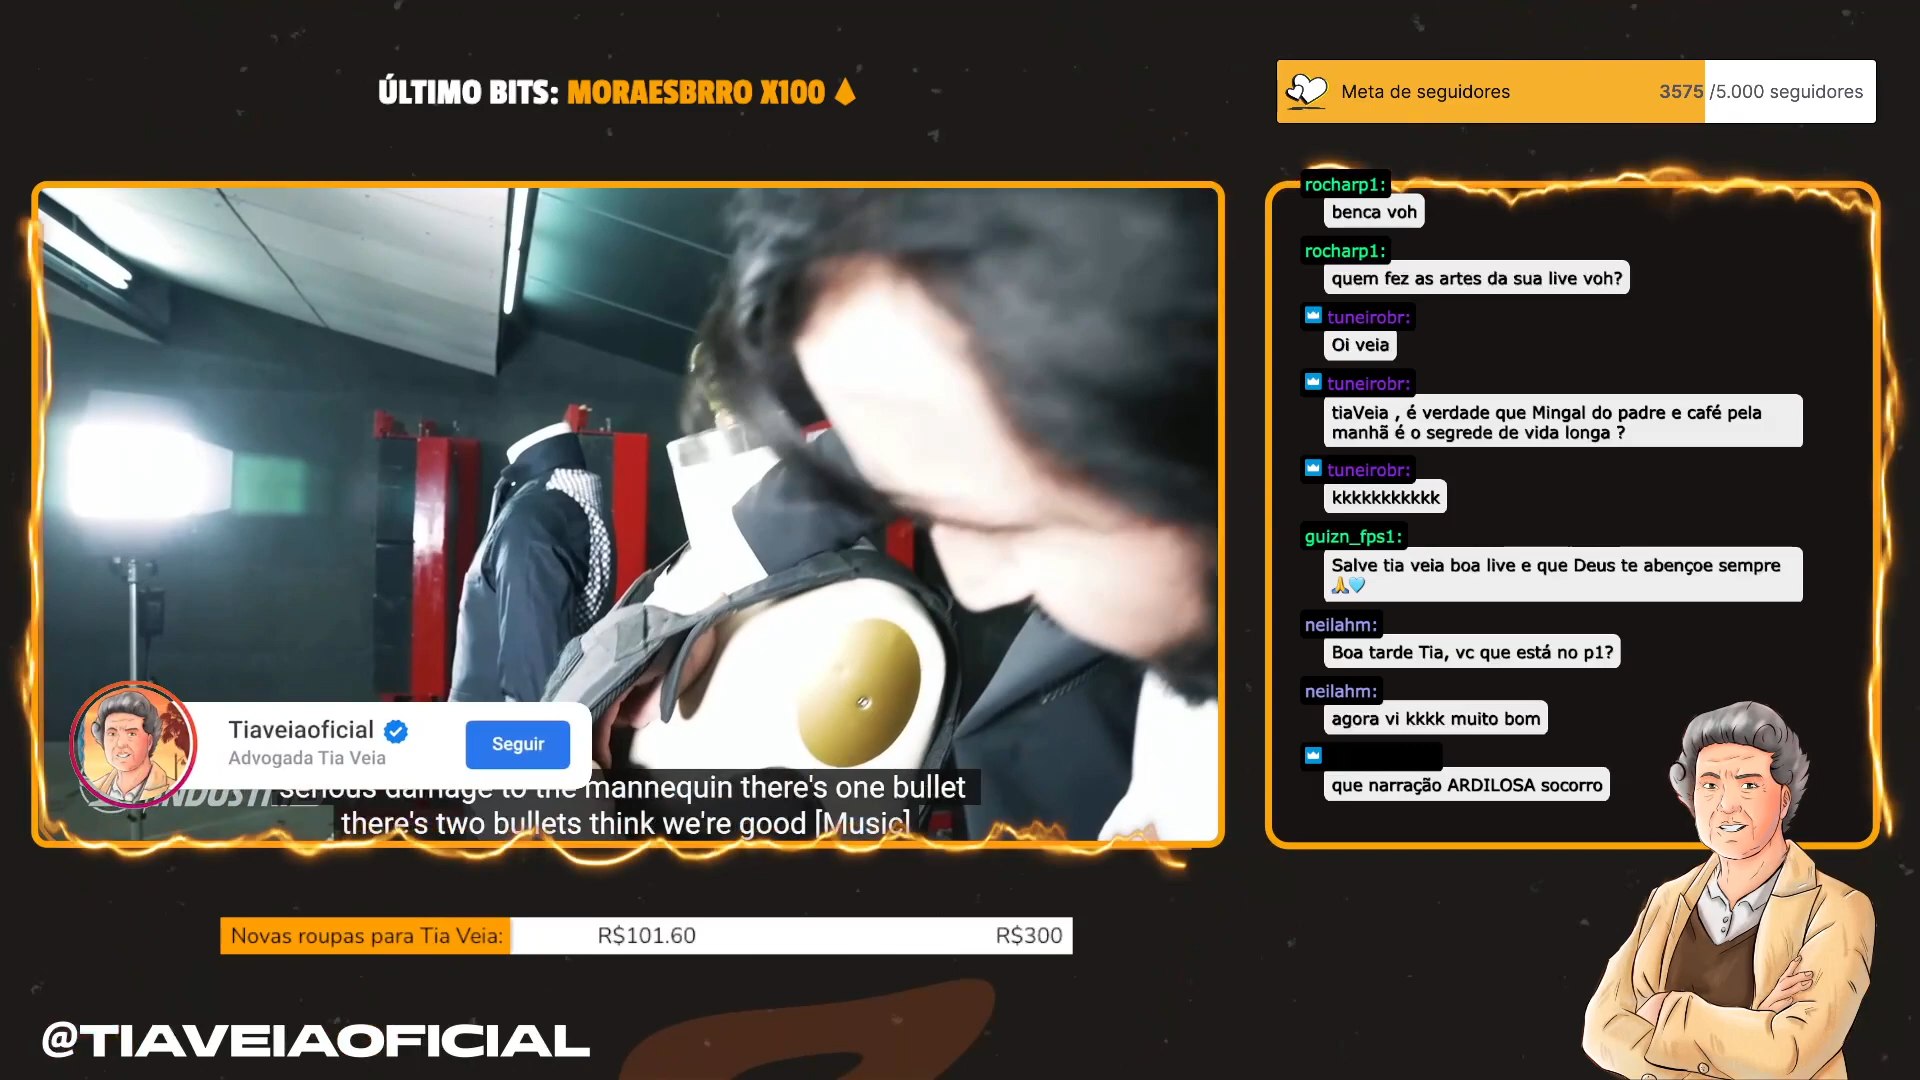 ÚLTIMO BITS: MORAESBRRO X100
Meta de seguidores 3575 /5.000 seguidores
rocharp1:
benca voh
rocharp1:
quem fez as artes da sua live voh?
tuneirobr:
Oi veia
tuneirobr:
tiaVeia , é verdade que Mingal do padre e café pela
manhã é o segrede de vida longa ?
tuneirobr:
kkkkkkkkkkk
guizn_fps1:
Salve tia veia boa live e que Deus te abençoe sempre
🙏🩵
neilahm:
Boa tarde Tia, vc que está no p1?
neilahm:
agora vi kkkk muito bom
que narração ARDILOSA socorro
Tiaveiaoficial
Advogada Tia Veia
Seguir
serious damage to the mannequin there's one bullet
there's two bullets think we're good [Music]
Novas roupas para Tia Veia: R$101.60 R$300
@TIAVEIAOFICIAL